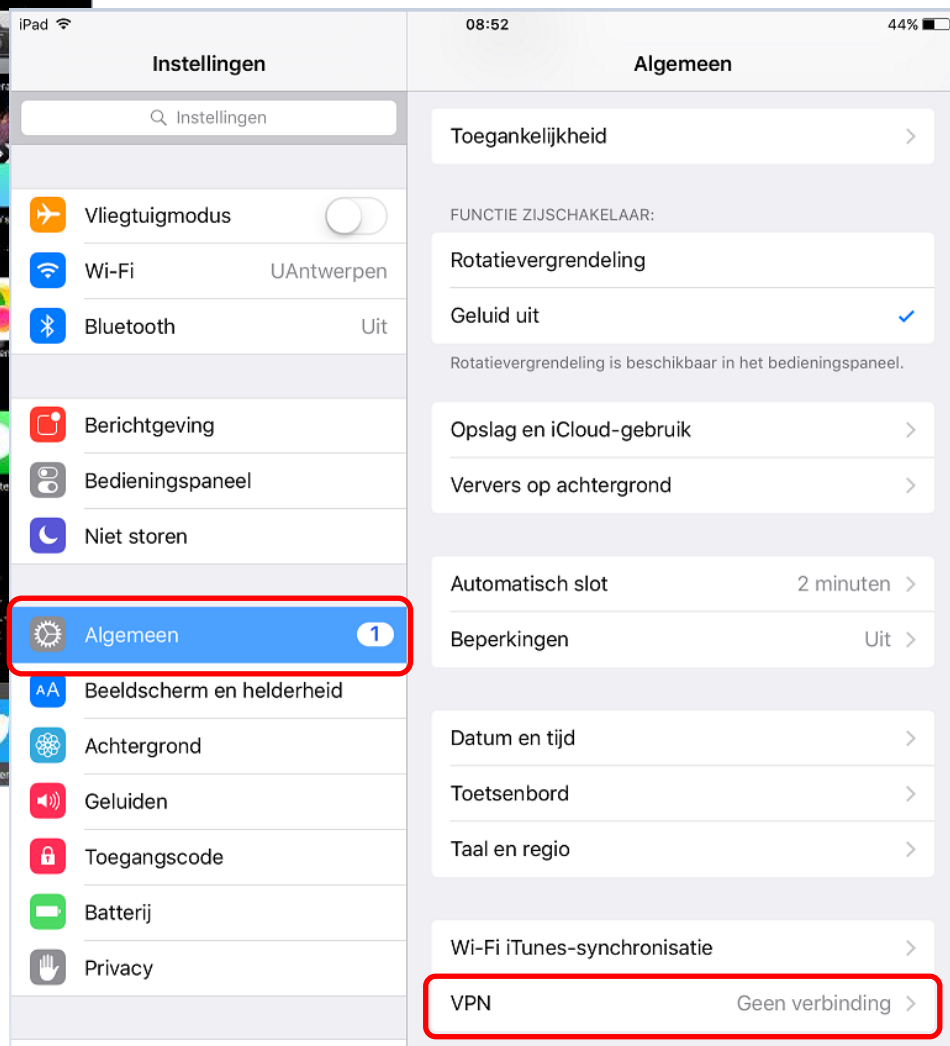 iPad
08:52
44%
Instellingen
Algemeen
Instellingen
Vliegtuigmodus
Wi-Fi UAntwerpen
Bluetooth Uit
Berichtgeving
Bedieningspaneel
Niet storen
Algemeen 1
AA Beeldscherm en helderheid
Achtergrond
Geluiden
Toegangscode
Batterij
Privacy
Toegankelijkheid
FUNCTIE ZIJSCHAKELAAR:
Rotatievergrendeling
Geluid uit
Rotatievergrendeling is beschikbaar in het bedieningspaneel.
Opslag en iCloud-gebruik
Ververs op achtergrond
Automatisch slot 2 minuten
Beperkingen Uit
Datum en tijd
Toetsenbord
Taal en regio
Wi-Fi iTunes-synchronisatie
VPN Geen verbinding